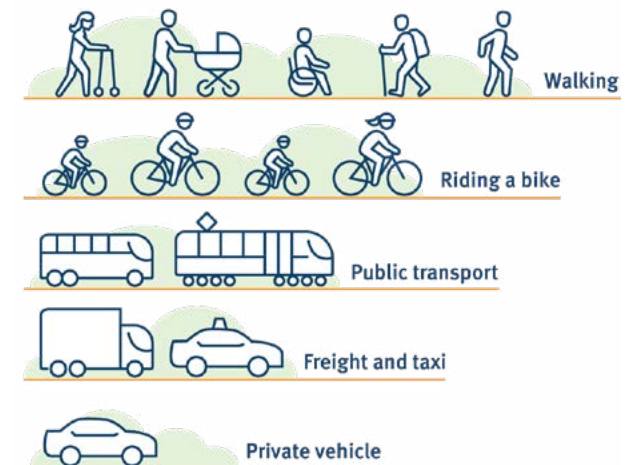 Walking
Riding a bike
Public transport
Freight and taxi
Private vehicle